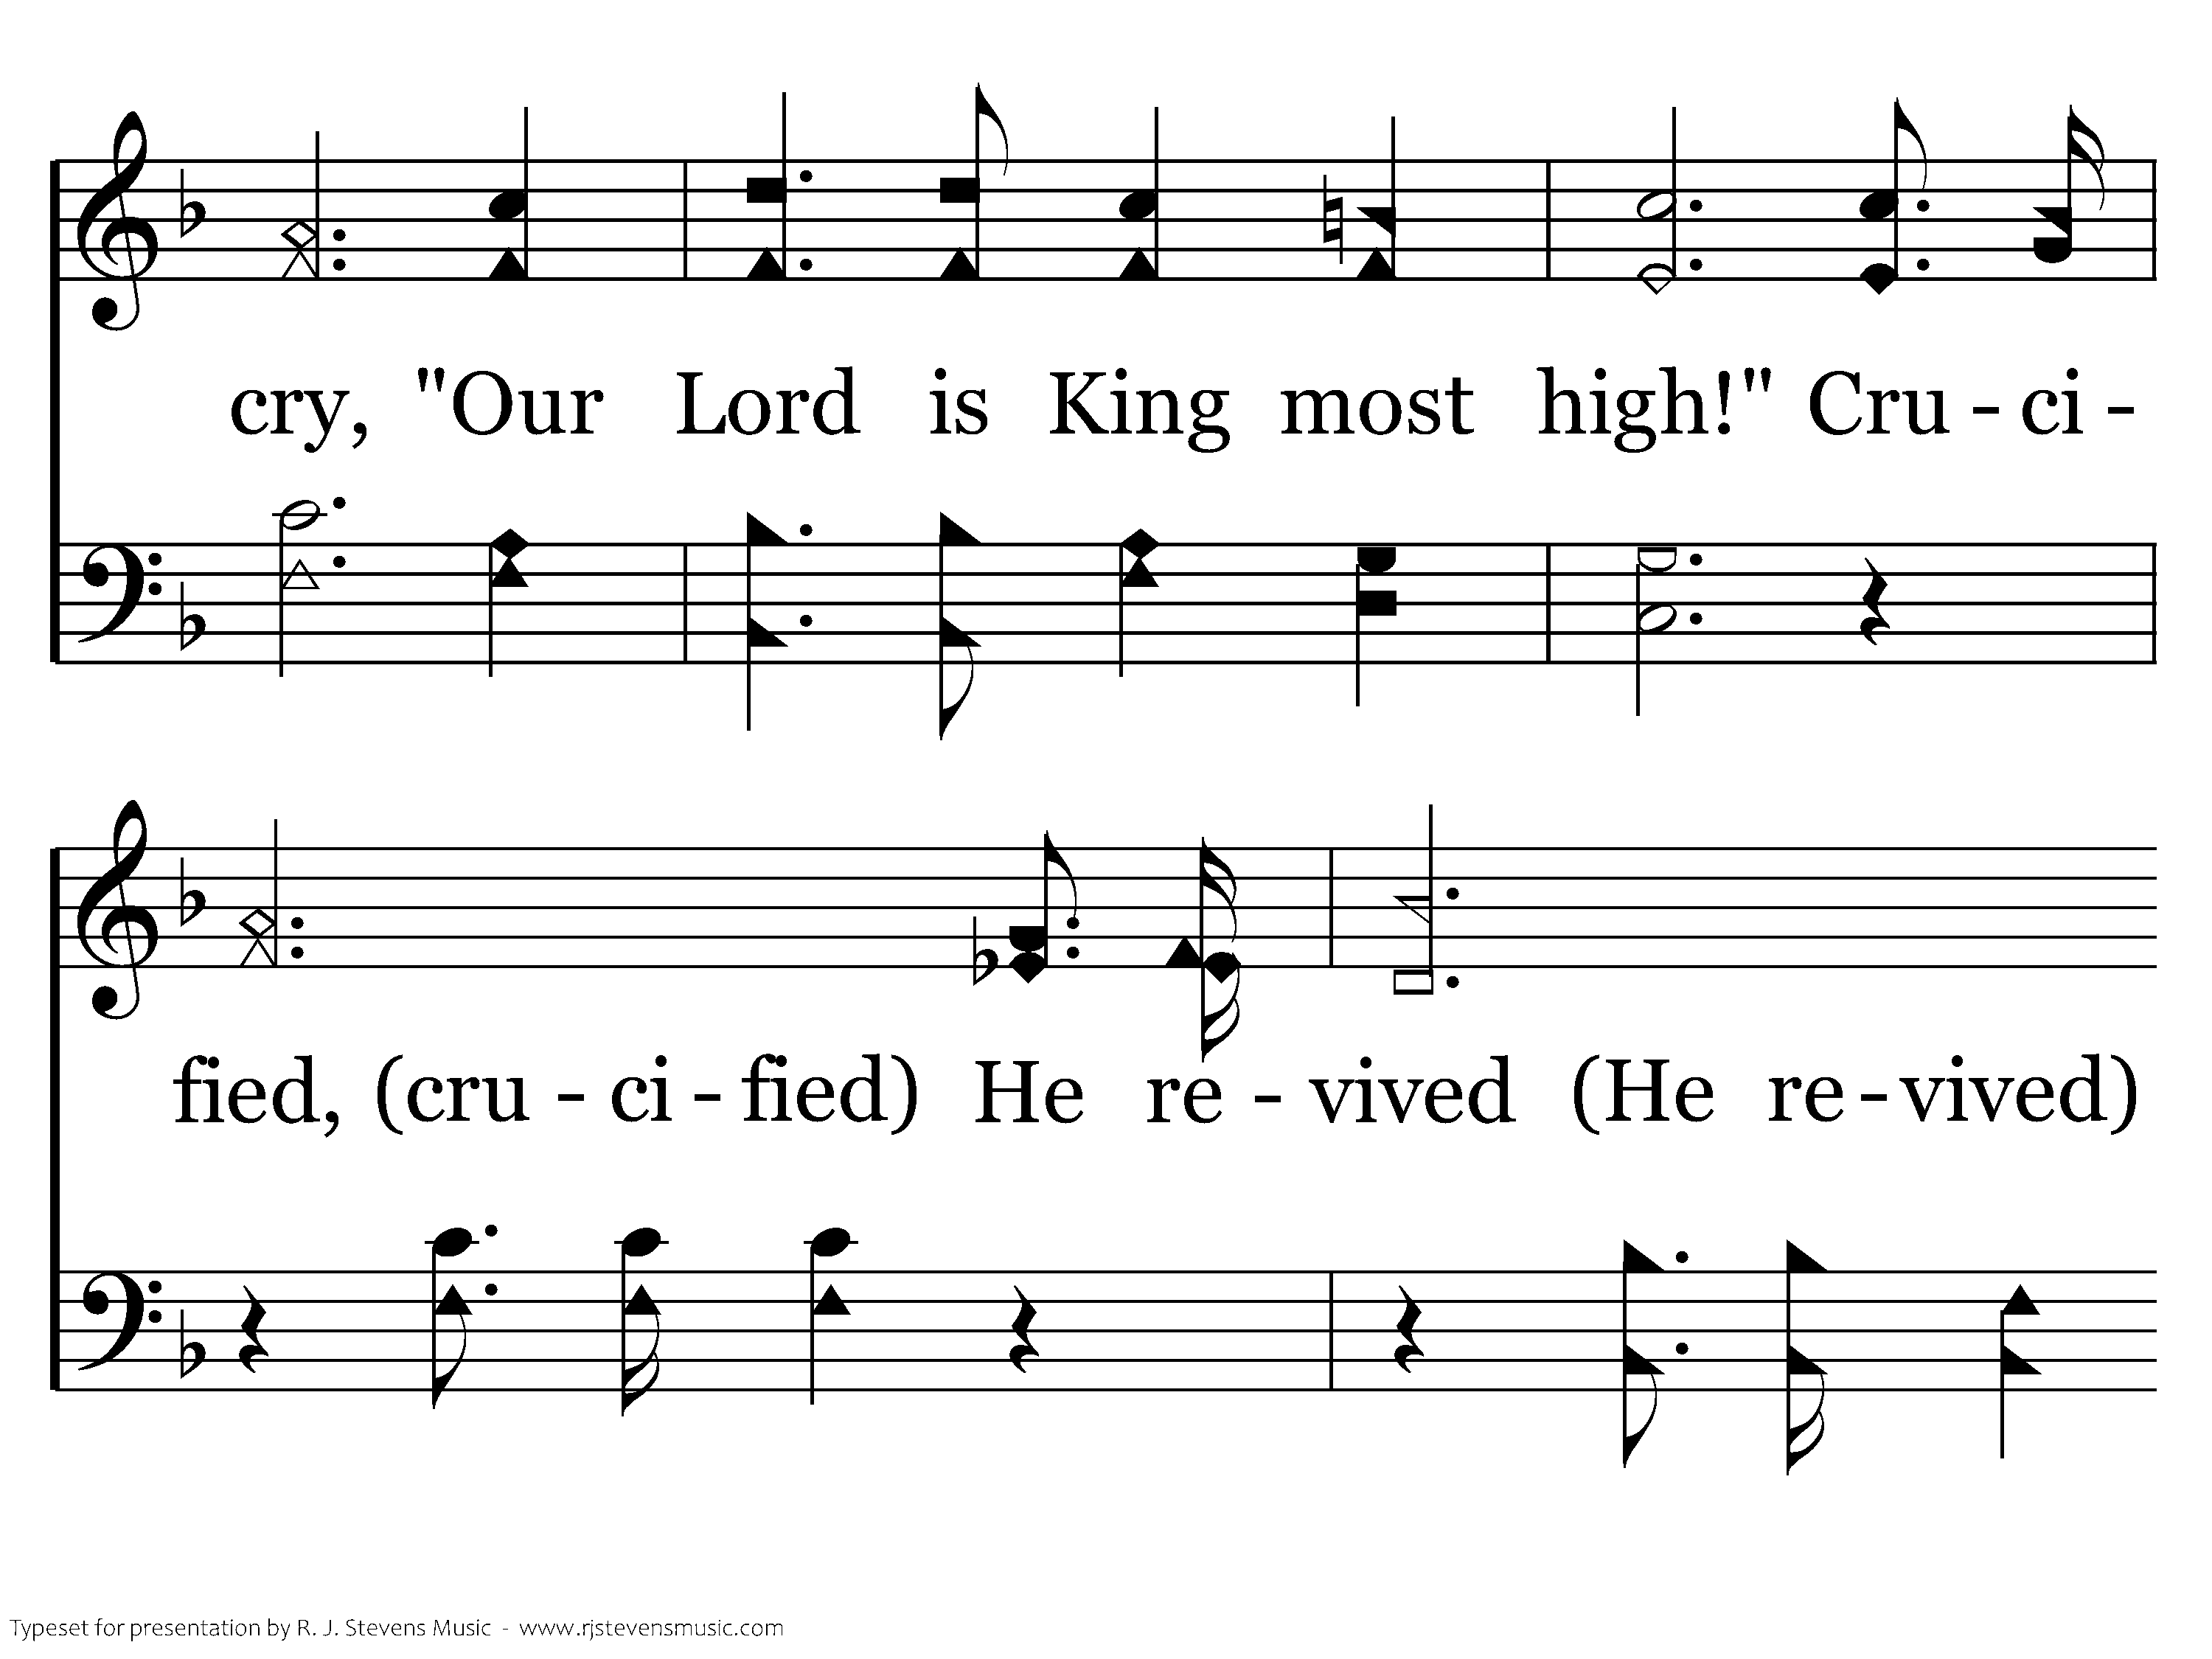 cry, "Our Lord is King most high!" Cru - ci -
fied, (cru - ci - fied) He re - vived (He re - vived)
Typeset for presentation by R. J. Stevens Music - www.rjstevensmusic.com